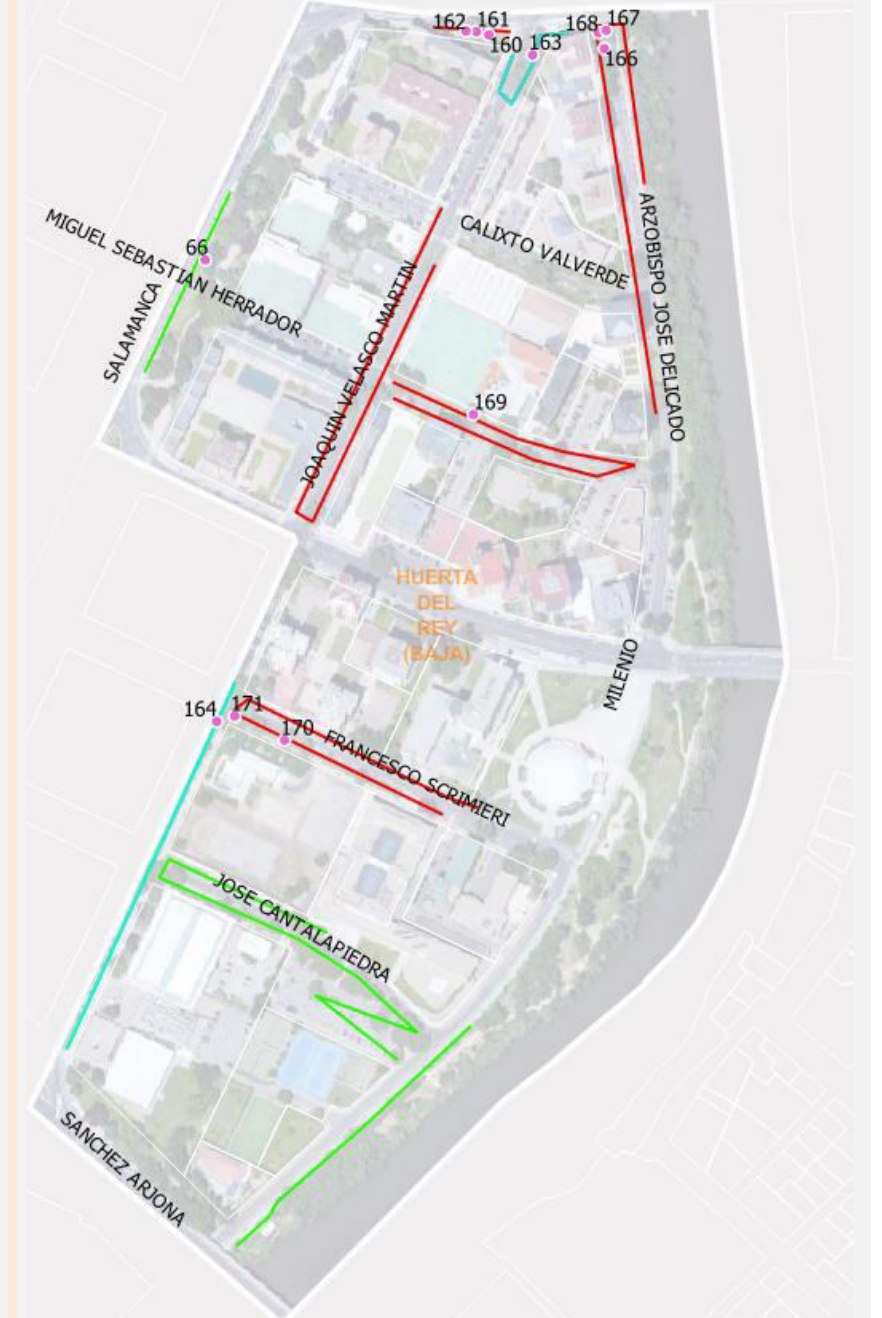 162
161
168
167
160
163
166
ARZOBISPO JOSE DELICADO
CALIXTO VALVERDE
MIGUEL SEBASTIAN HERRADOR
66
SALAMANCA
JOAQUIN VELASCO MARTIN
169
HUERTA
DEL
REY
(BAJA)
MILENIO
164
171
170
FRANCESCO SCRIMIERI
JOSE CANTALAPIEDRA
SANCHEZ ARJONA